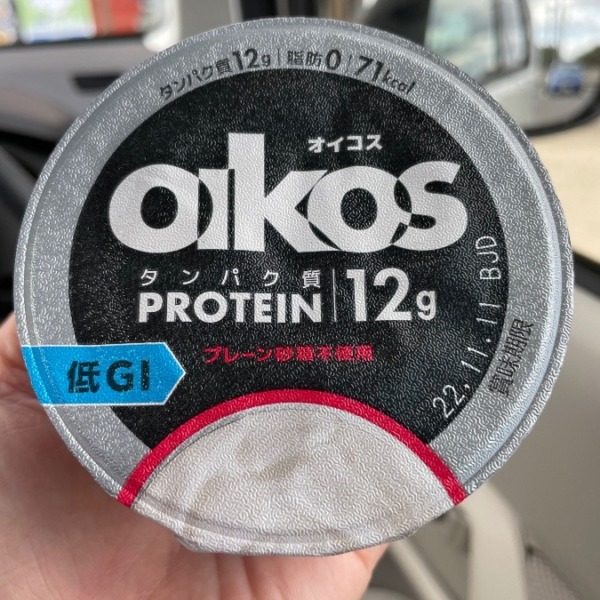 タンパク質12g | 脂肪0 | 71kcal
オイコス
oikos
タンパク質
PROTEIN | 12g
プレーン砂糖不使用
低GI
22.11.11 BJD
賞味期限